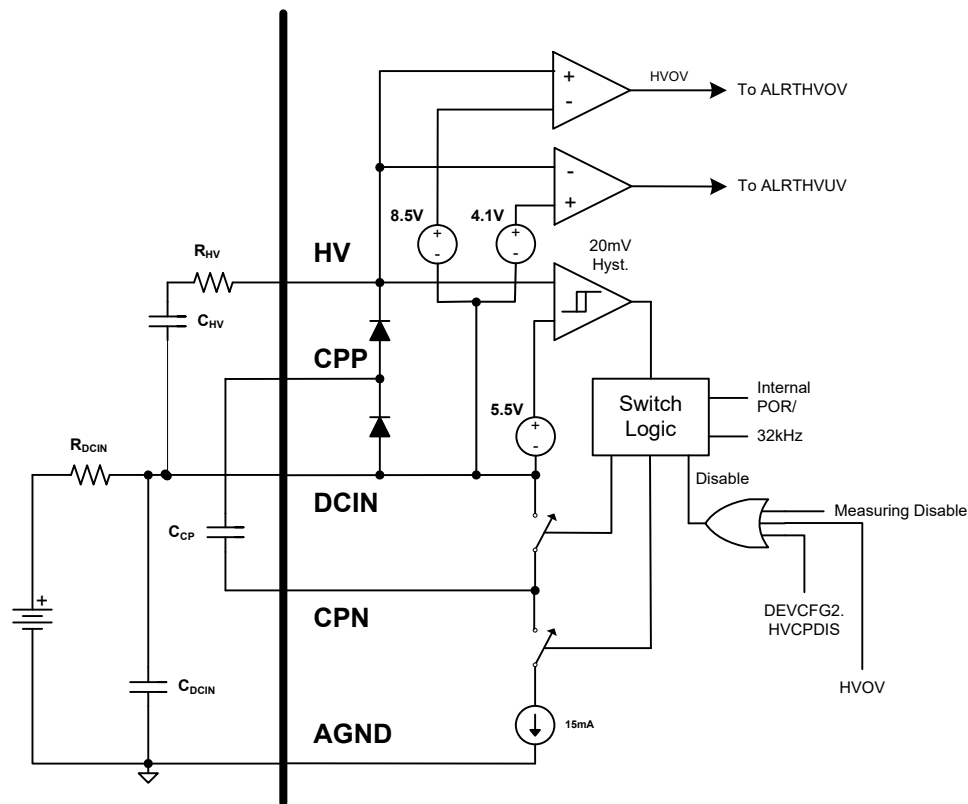 HVOV
To ALRTHVOV
+
-
-
+
To ALRTHVUV
8.5V
4.1V
+
-
+
-
20mV
Hyst.
HV
RHV
CHV
CPP
5.5V
+
-
Switch
Logic
Internal
POR/
32kHz
RDCIN
DCIN
Disable
Measuring Disable
CCP
CPN
+
DEVCFG2.
HVCPDIS
HVOV
CDCIN
AGND
15mA